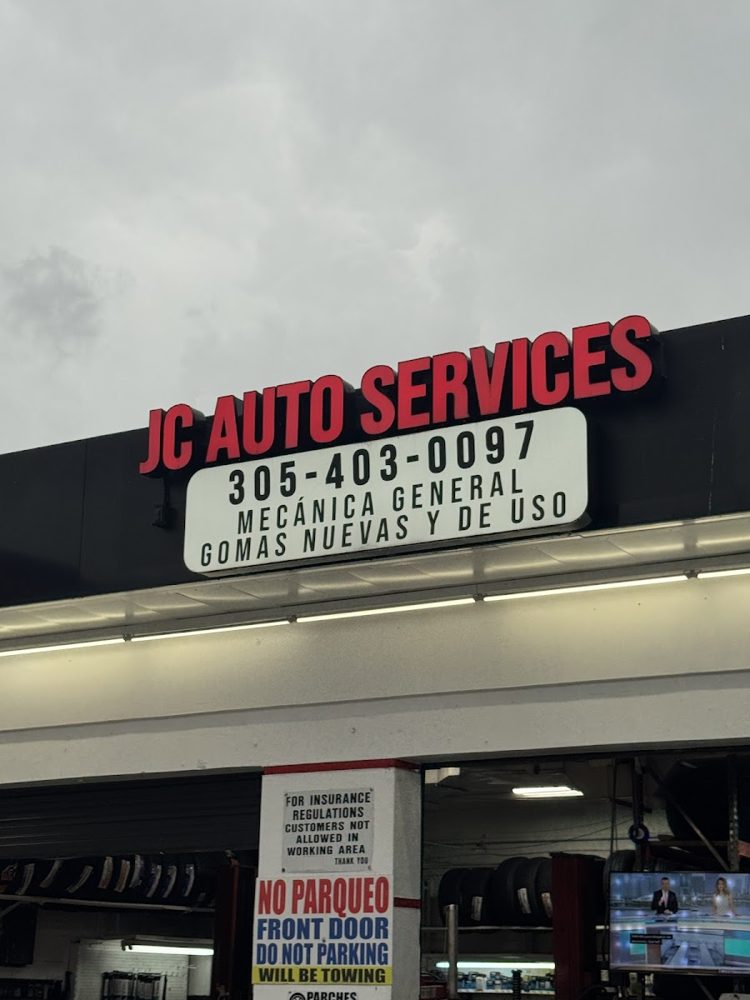 JC AUTO SERVICES
305-403-0097
MECÁNICA GENERAL
GOMAS NUEVAS Y DE USO
FOR INSURANCE
REGULATIONS
CUSTOMERS NOT
ALLOWED IN
WORKING AREA
THANK YOU
NO PARQUEO
FRONT DOOR
DO NOT PARKING
WILL BE TOWING
PARCHES